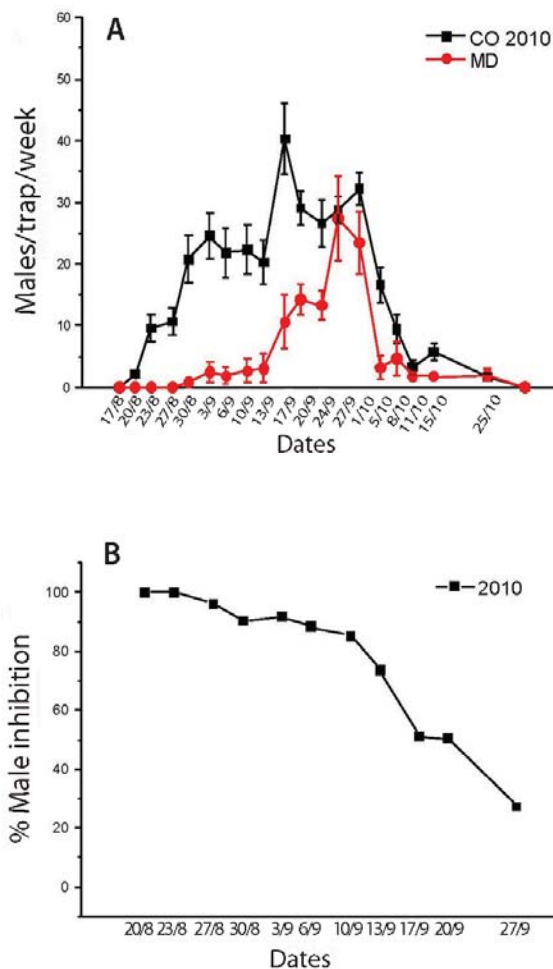 A
CO 2010
MD
Males/trap/week
60
50
40
30
20
10
0
17/8 20/8 23/8 27/8 30/8 3/9 6/9 10/9 13/9 17/9 20/9 24/9 27/9 1/10 5/10 8/10 11/10 15/10 25/10
Dates
B
2010
% Male inhibition
100
80
60
40
20
0
20/8 23/8 27/8 30/8 3/9 6/9 10/9 13/9 17/9 20/9 27/9
Dates